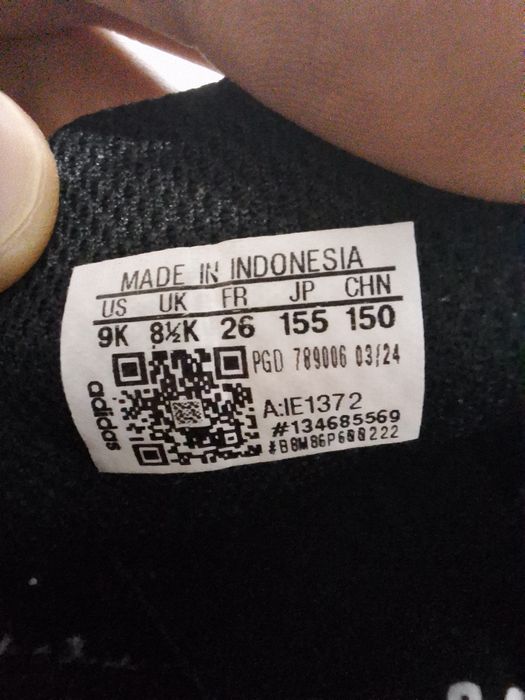 MADE IN INDONESIA
US UK FR JP CHN
9K 8½K 26 155 150
PGD 789006 03/24
adidas
A:IE1372
#134685569
#B8M86P600222